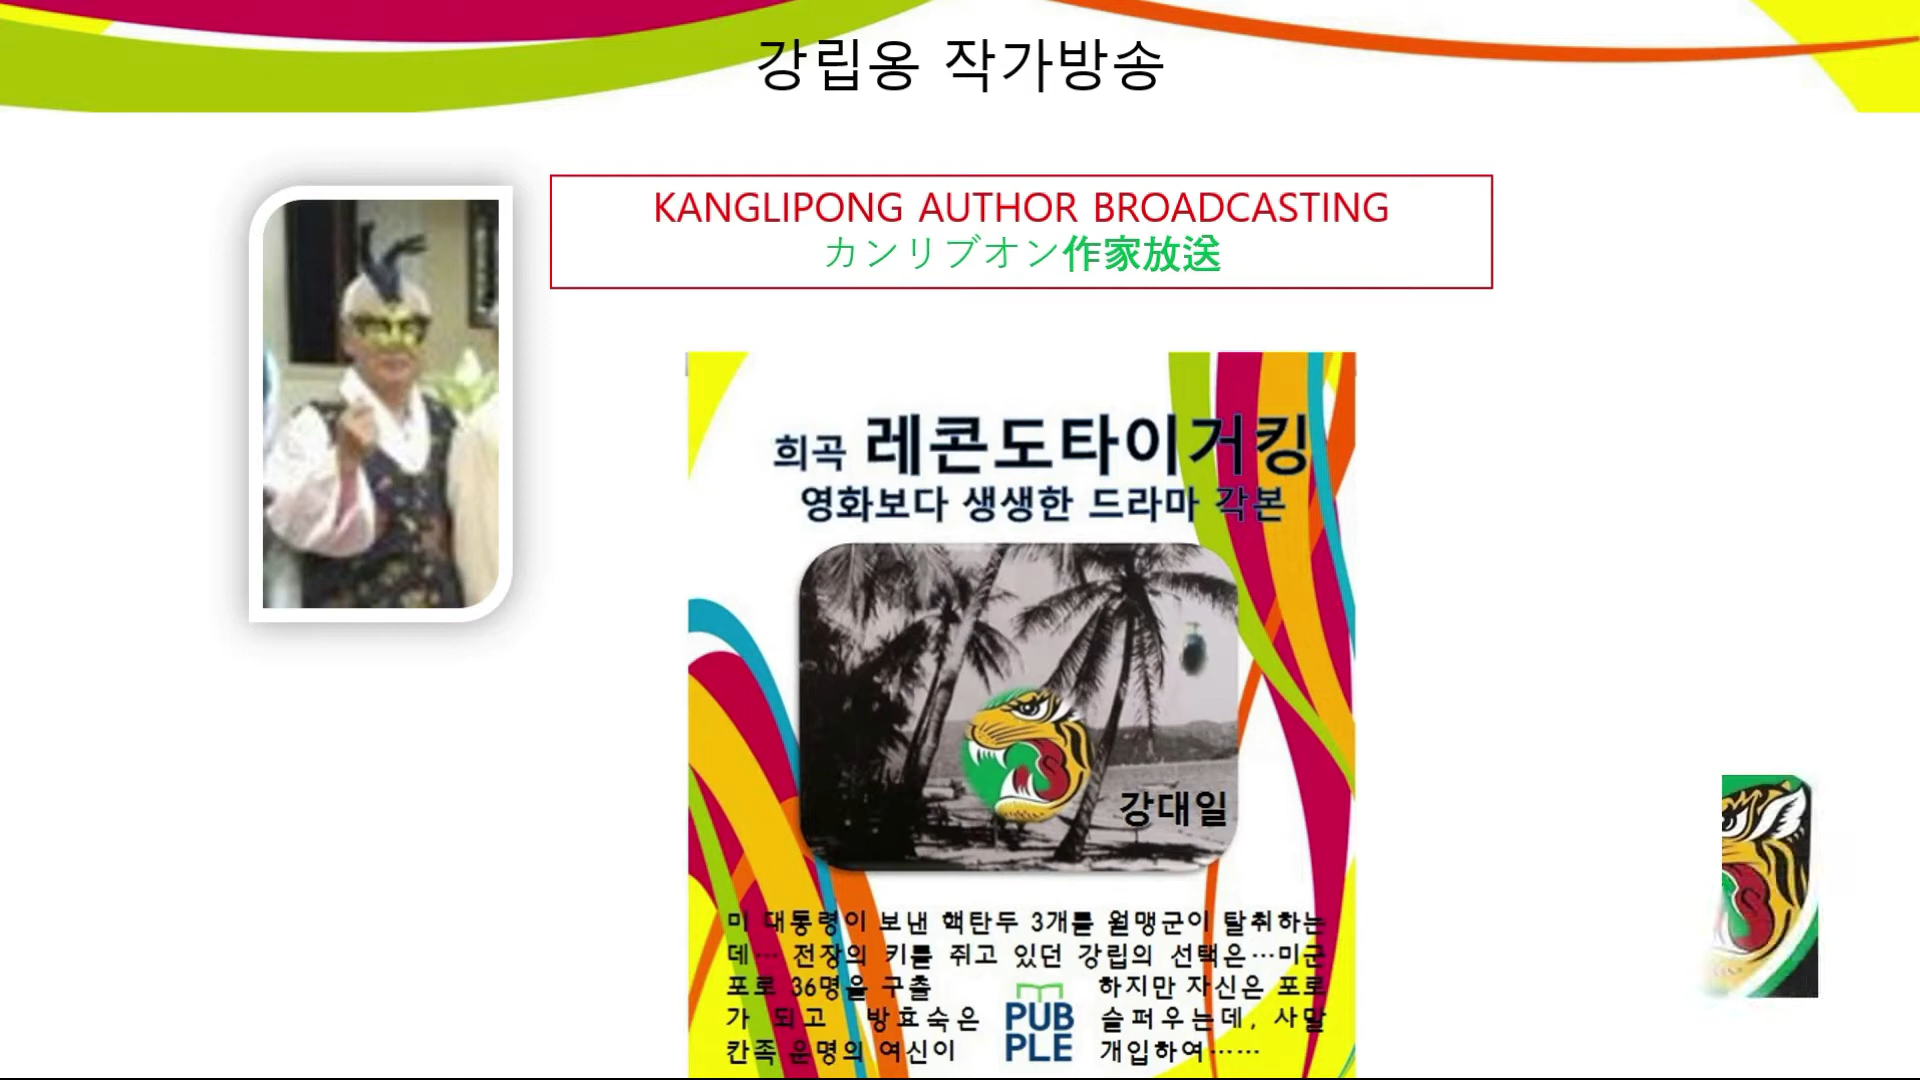 강립옹 작가방송
KANGLIPONG AUTHOR BROADCASTING
カンリブオン作家放送
희곡 레콘도타이거킹
영화보다 생생한 드라마 각본
강대일
미 대통령이 보낸 핵탄두 3개를 월맹군이 탈취하는
데… 전장의 키를 쥐고 있던 강립의 선택은…미군
포로 36명을 구출 하지만 자신은 포로
가 되고 방효숙은 슬퍼우는데, 사말
칸족 운명의 여신이 개입하여……
PUB
PLE